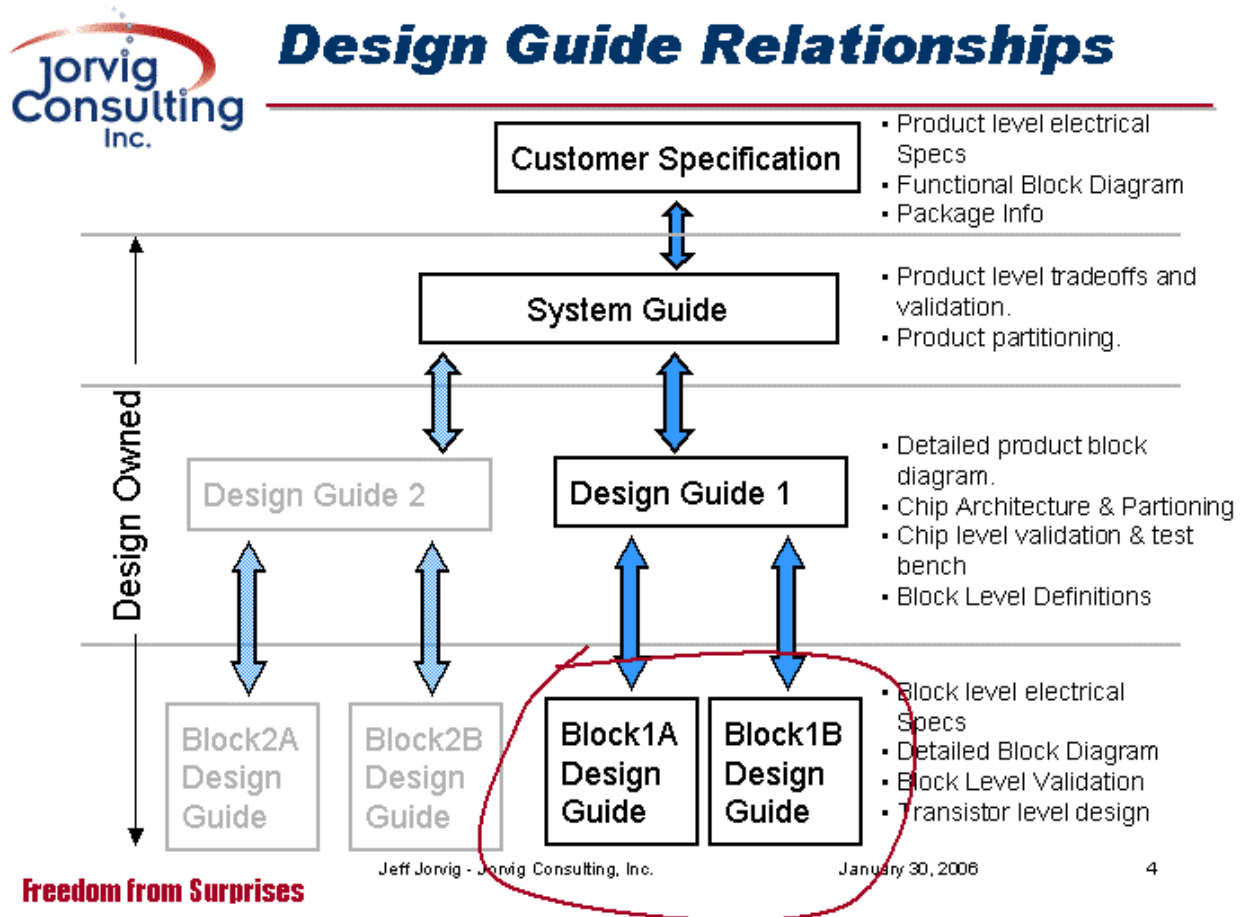 Jorvig
Consulting
Inc.
Design Guide Relationships
Customer Specification
▪ Product level electrical
Specs
▪ Functional Block Diagram
▪ Package Info
System Guide
▪ Product level tradeoffs and
validation.
▪ Product partitioning.
Design Owned
Design Guide 2
Design Guide 1
▪ Detailed product block
diagram.
▪ Chip Architecture & Partioning
▪ Chip level validation & test
bench
▪ Block Level Definitions
Block2A
Design
Guide
Block2B
Design
Guide
Block1A
Design
Guide
Block1B
Design
Guide
▪ Block level electrical
Specs
▪ Detailed Block Diagram
▪ Block Level Validation
▪ Transistor level design
Freedom from Surprises
Jeff Jorvig - Jorvig Consulting, Inc.
January 30, 2006
4